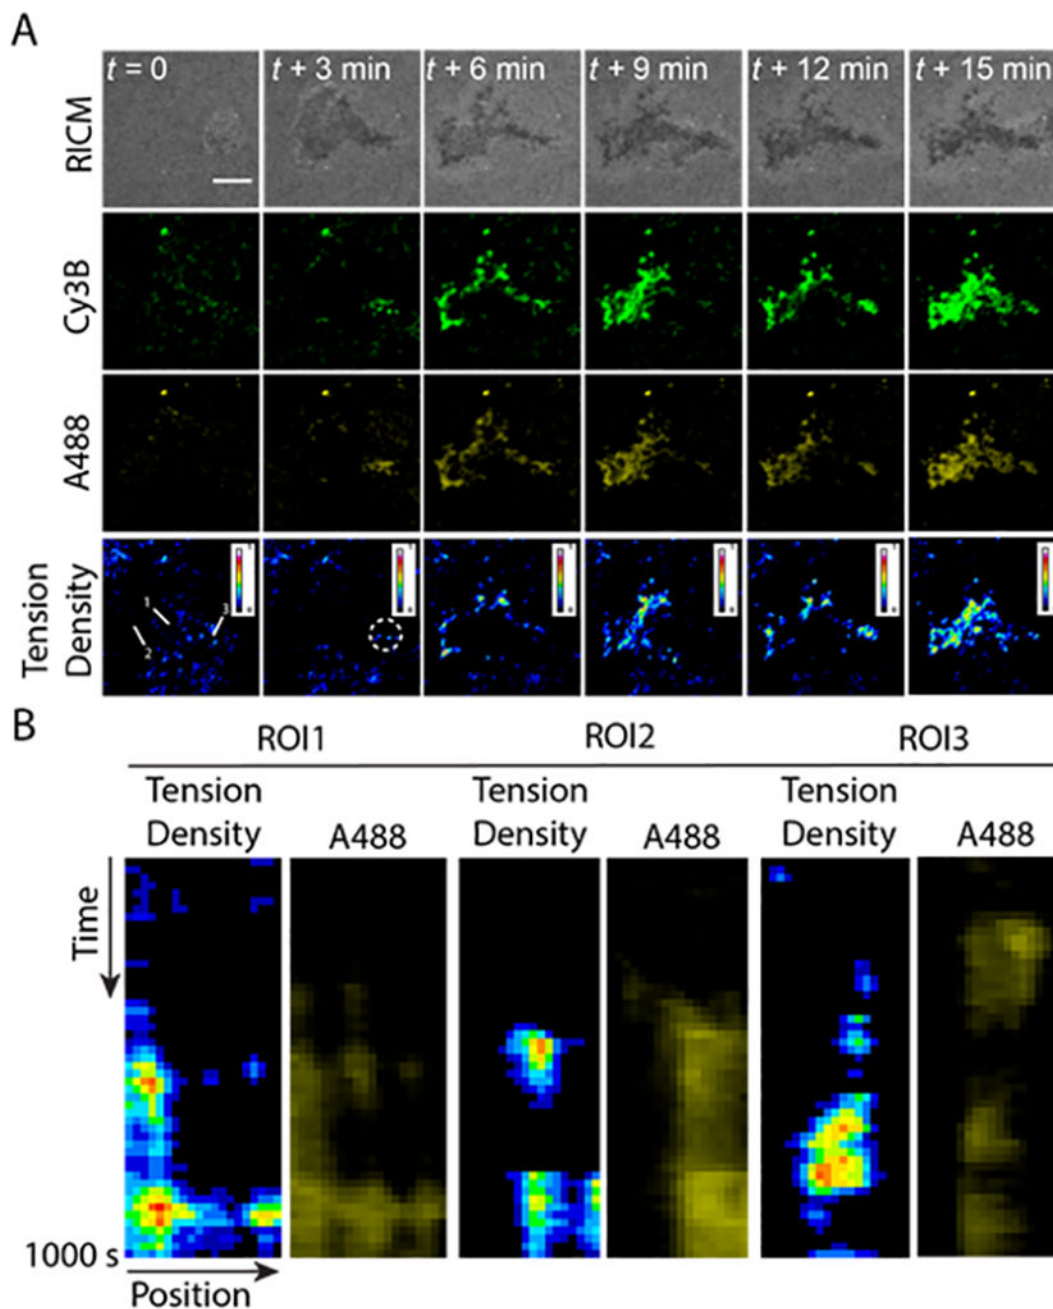 A
t = 0
t + 3 min
t + 6 min
t + 9 min
t + 12 min
t + 15 min
RICM
Cy3B
A488
Tension
Density
1
2
3
B
ROI1
ROI2
ROI3
Tension
Density
A488
Tension
Density
A488
Tension
Density
A488
Time
1000 s
Position